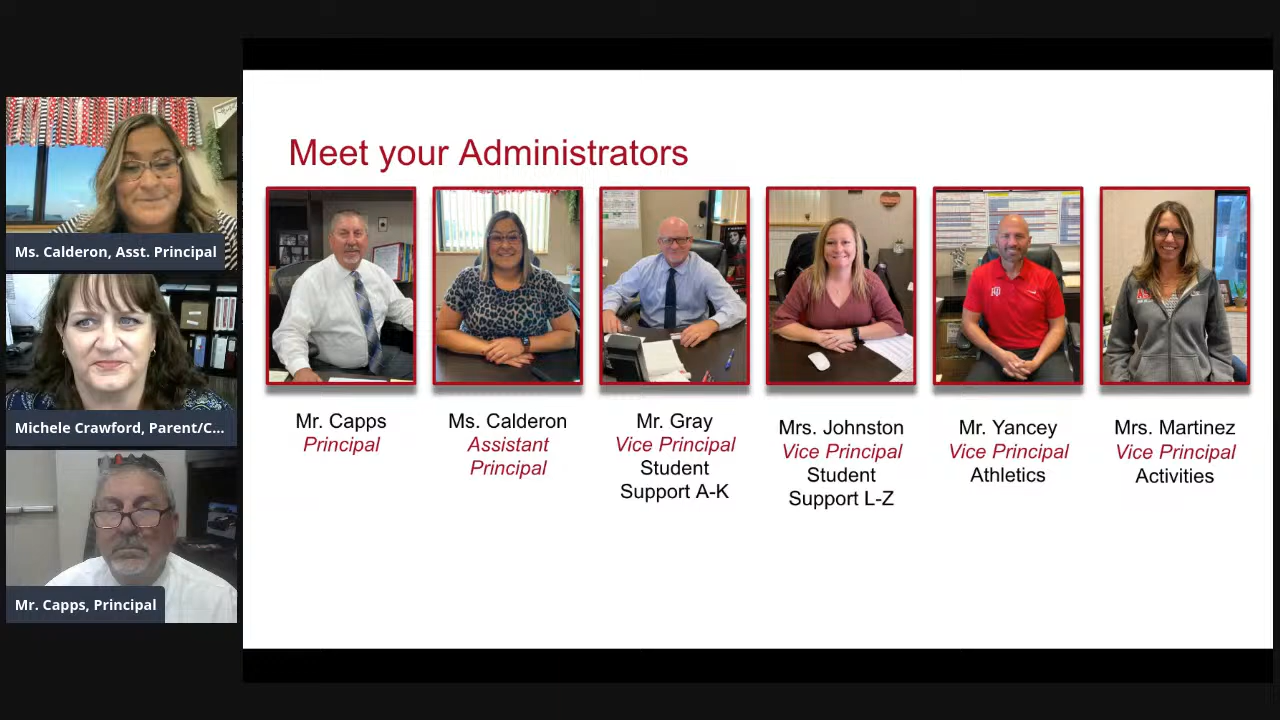 Meet your Administrators
Ms. Calderon, Asst. Principal
Michele Crawford, Parent/C...
Mr. Capps, Principal
Mr. Capps
Principal
Ms. Calderon
Assistant
Principal
Mr. Gray
Vice Principal
Student
Support A-K
Mrs. Johnston
Vice Principal
Student
Support L-Z
Mr. Yancey
Vice Principal
Athletics
Mrs. Martinez
Vice Principal
Activities